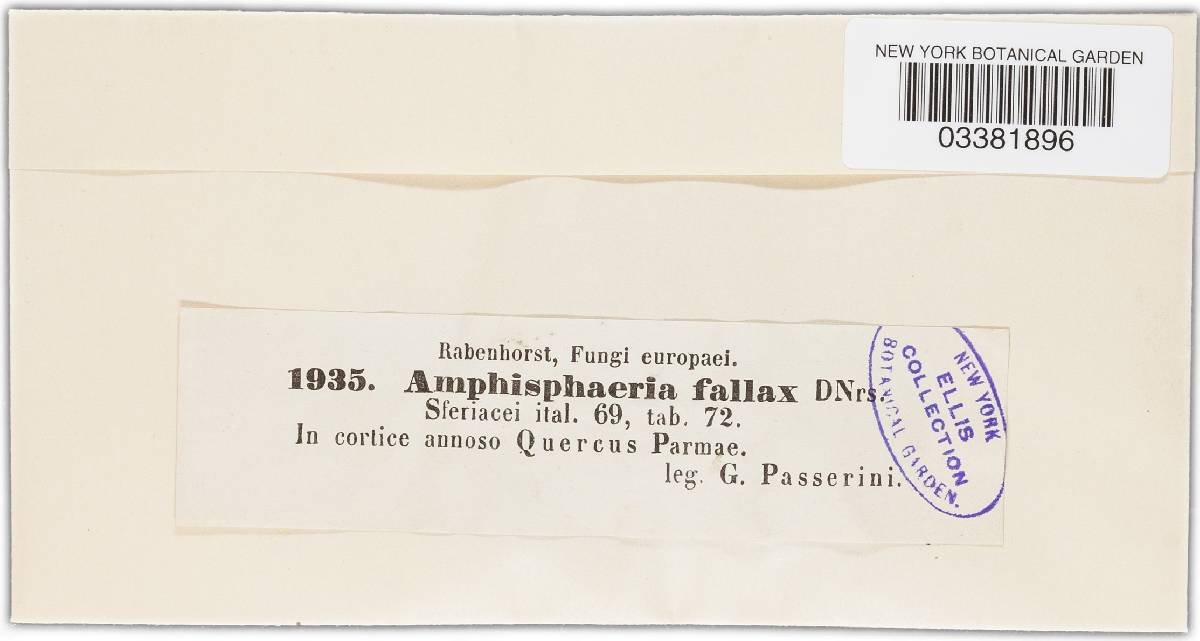 NEW YORK BOTANICAL GARDEN
03381896
Rabenhorst, Fungi europaei.
1935. Amphisphaeria fallax DNrs.
Sferiacei ital. 69, tab. 72.
In cortice annoso Quercus Parmae.
leg. G. Passerini.
NEW YORK
ELLIS
COLLECTION
BOTANICAL GARDEN.